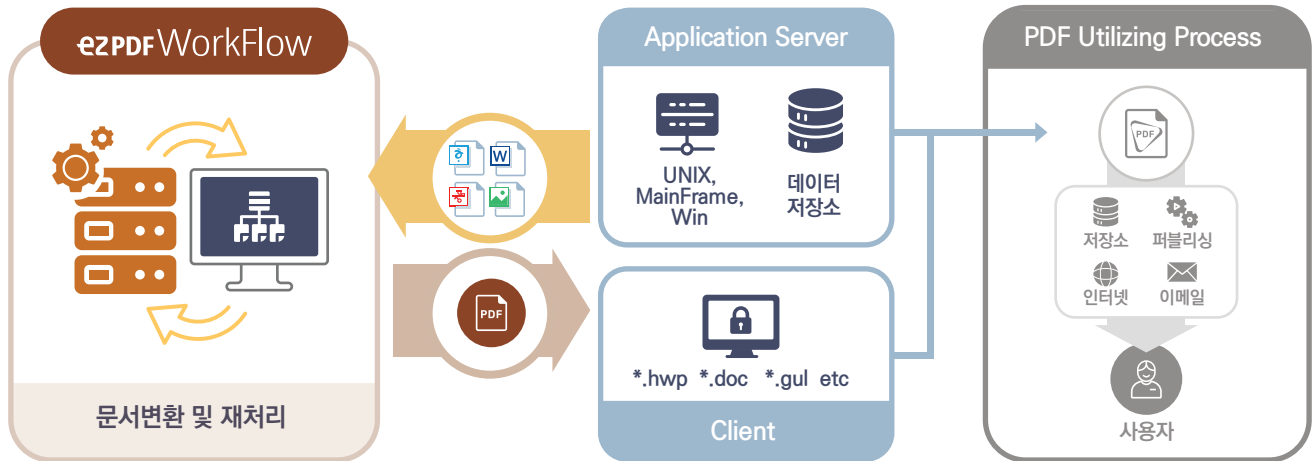 ezPDF WorkFlow
문서변환 및 재처리
W
PDF
Application Server
UNIX,
MainFrame,
Win
데이터
저장소
*.hwp *.doc *.gul etc
Client
PDF Utilizing Process
PDF
저장소 퍼블리싱
인터넷 이메일
사용자